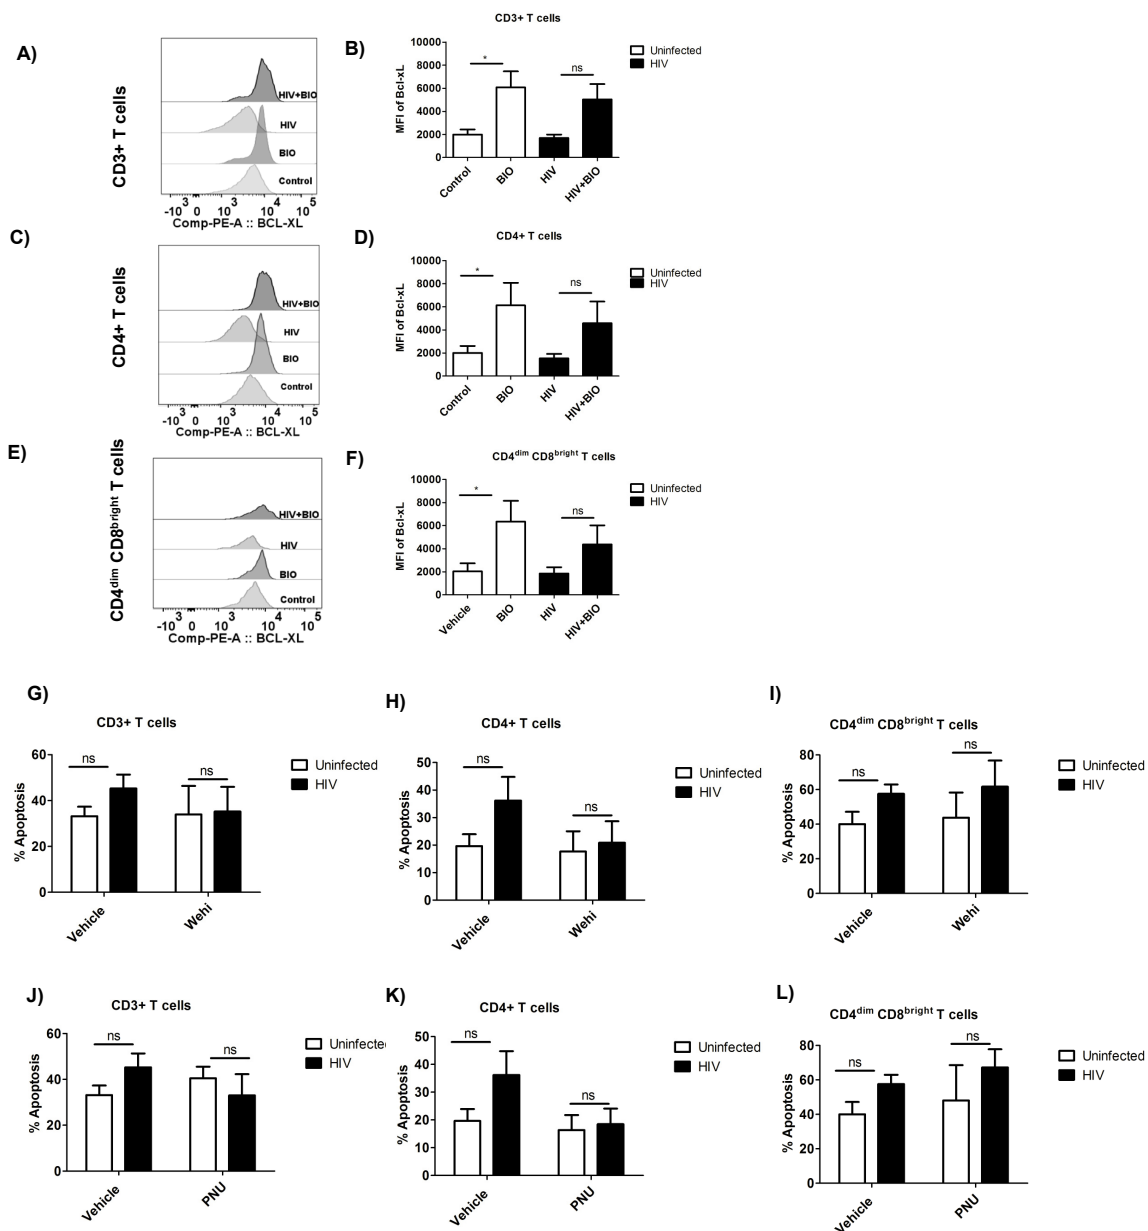 A)
CD3+ T cells
HIV+BIO
HIV
BIO
Control
-10 3 0 10 3 10 4 10 5
Comp-PE-A :: BCL-XL
B)
CD3+ T cells
MFI of Bcl-xL
10000
8000
6000
4000
2000
0
*
ns
Control
BIO
HIV
HIV+BIO
Uninfected
HIV
C)
CD4+ T cells
HIV+BIO
HIV
BIO
Control
-10 3 0 10 3 10 4 10 5
Comp-PE-A :: BCL-XL
D)
CD4+ T cells
MFI of Bcl-xL
10000
8000
6000
4000
2000
0
*
ns
Control
BIO
HIV
HIV+BIO
Uninfected
HIV
E)
CD4dim CD8bright T cells
HIV+BIO
HIV
BIO
Control
-10 3 0 10 3 10 4 10 5
Comp-PE-A :: BCL-XL
F)
CD4dim CD8bright T cells
MFI of Bcl-xL
10000
8000
6000
4000
2000
0
*
ns
Vehicle
BIO
HIV
HIV+BIO
Uninfected
HIV
G)
CD3+ T cells
% Apoptosis
60
40
20
0
ns
ns
Vehicle
Wehi
Uninfected
HIV
H)
CD4+ T cells
% Apoptosis
50
40
30
20
10
0
ns
ns
Vehicle
Wehi
Uninfected
HIV
I)
CD4dim CD8bright T cells
% Apoptosis
80
60
40
20
0
ns
ns
Vehicle
Wehi
Uninfected
HIV
J)
CD3+ T cells
% Apoptosis
60
40
20
0
ns
ns
Vehicle
PNU
Uninfected
HIV
K)
CD4+ T cells
% Apoptosis
50
40
30
20
10
0
ns
ns
Vehicle
PNU
Uninfected
HIV
L)
CD4dim CD8bright T cells
% Apoptosis
80
60
40
20
0
ns
ns
Vehicle
PNU
Uninfected
HIV